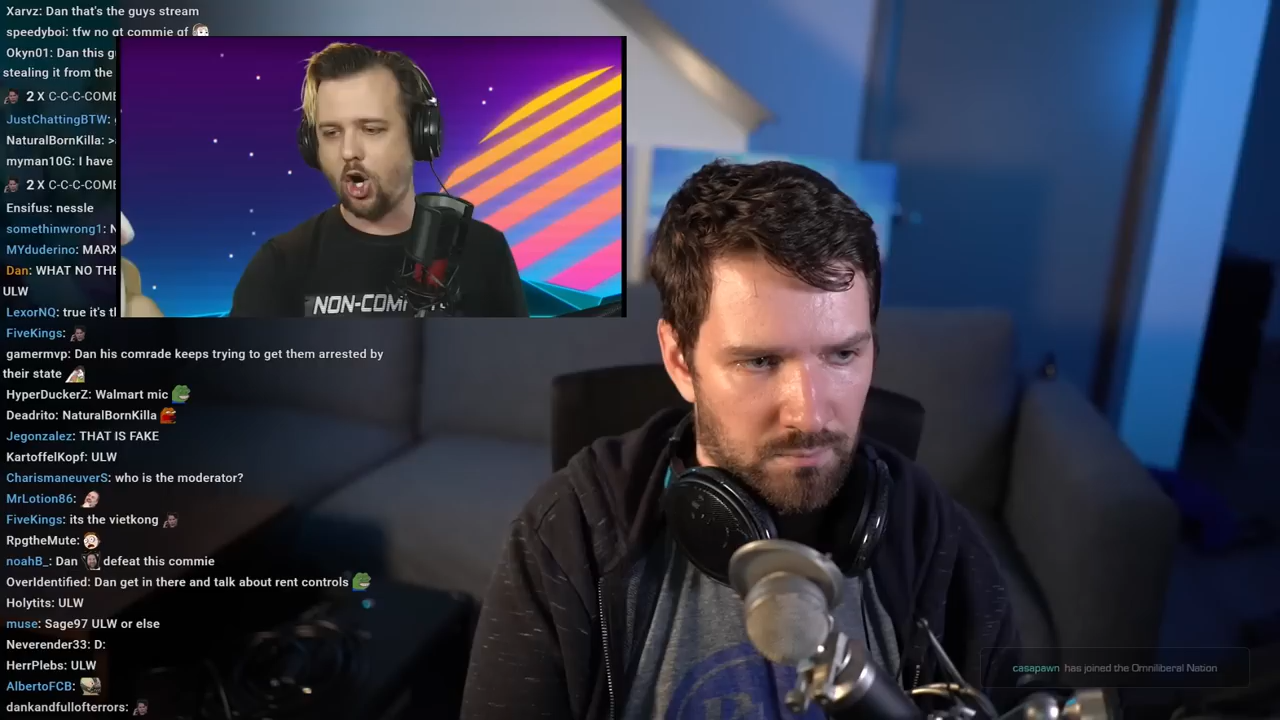 Xarvz: Dan that's the guys stream
speedyboi: tfw no qt commie gf
Okyn01: Dan this g
stealing it from the
2 X C-C-C-COMB
JustChattingBTW:
NaturalBornKilla: >
myman10G: I have
2 X C-C-C-COMB
Ensifus: nessle
somethinwrong1: N
MYduderino: MARX
Dan: WHAT NO THE
ULW
LexorNQ: true it's t
FiveKings:
gamermvp: Dan his comrade keeps trying to get them arrested by
their state
HyperDuckerZ: Walmart mic
Deadrito: NaturalBornKilla
Jegonzalez: THAT IS FAKE
KartoffelKopf: ULW
CharismaneuverS: who is the moderator?
MrLotion86:
FiveKings: its the vietkong
RpgtheMute:
noahB_: Dan defeat this commie
OverIdentified: Dan get in there and talk about rent controls
Holytits: ULW
muse: Sage97 ULW or else
Neverender33: D:
HerrPlebs: ULW
AlbertoFCB:
dankandfullofterrors:
NON-COMP
casapawn has joined the Omniliberal Nation